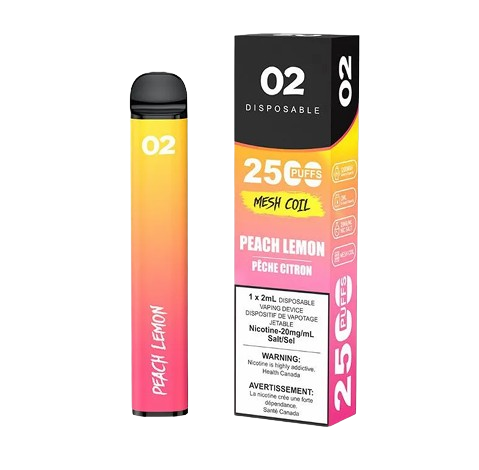 02
PEACH LEMON
02
DISPOSABLE
2500
PUFFS
MESH COIL
PEACH LEMON
PÊCHE CITRON
1 x 2mL DISPOSABLE
VAPING DEVICE
DISPOSITIF DE VAPOTAGE
JETABLE
Nicotine-20mg/mL
Salt/Sel
WARNING:
Nicotine is highly addictive.
Health Canada
AVERTISSEMENT:
La nicotine crée une forte
dépendance.
Santé Canada
02
MESH COIL
2500
PUFFS